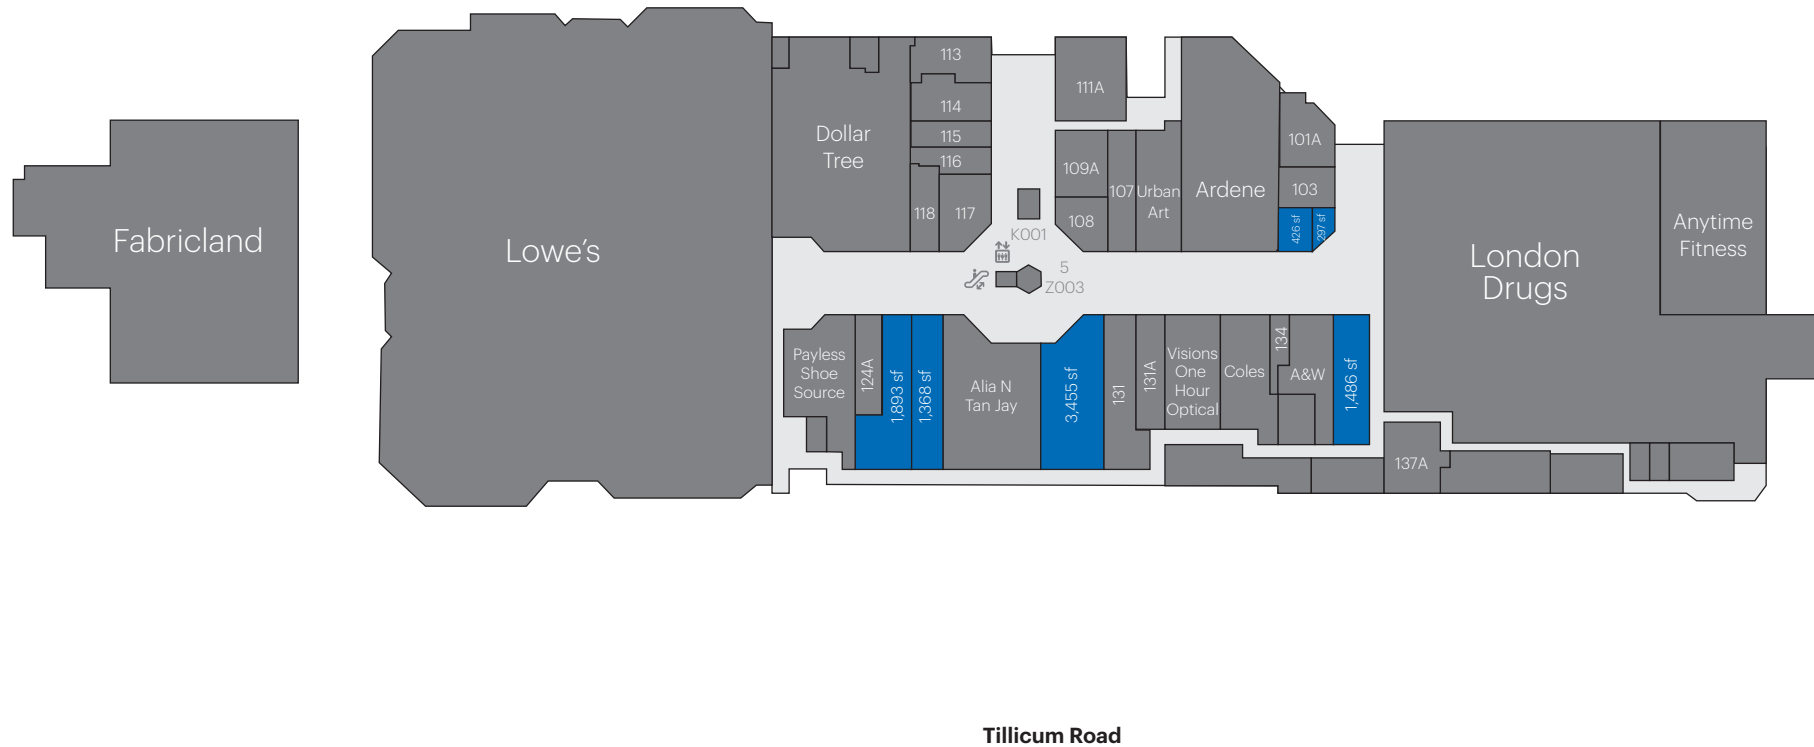 Fabricland
Lowe's
Dollar
Tree
113
114
115
116
118
117
K001
5
Z003
111A
109A
108
107
Urban
Art
Ardene
101A
103
426 sf
297 sf
London
Drugs
Anytime
Fitness
Payless
Shoe
Source
124A
1,893 sf
1,368 sf
Alia N
Tan Jay
3,455 sf
131
131A
Visions
One
Hour
Optical
Coles
134
A&W
1,486 sf
137A
Tillicum Road